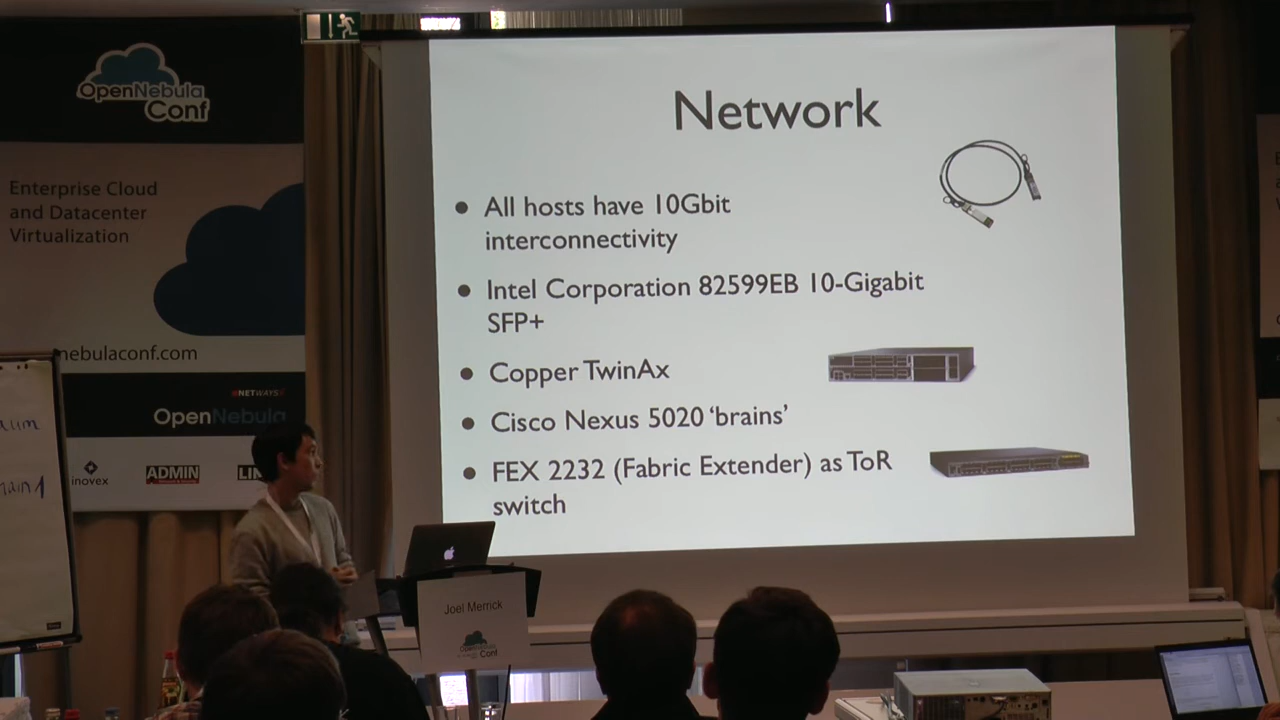 OpenNebula
Conf
Enterprise Cloud
and Datacenter
Virtualization
nebulaconf.com
NETWAYS
OpenNebula
inovex
ADMIN
Network
• All hosts have 10Gbit
interconnectivity
• Intel Corporation 82599EB 10-Gigabit
SFP+
• Copper TwinAx
• Cisco Nexus 5020 ‘brains’
• FEX 2232 (Fabric Extender) as ToR
switch
Joel Merrick
OpenNebula
Conf